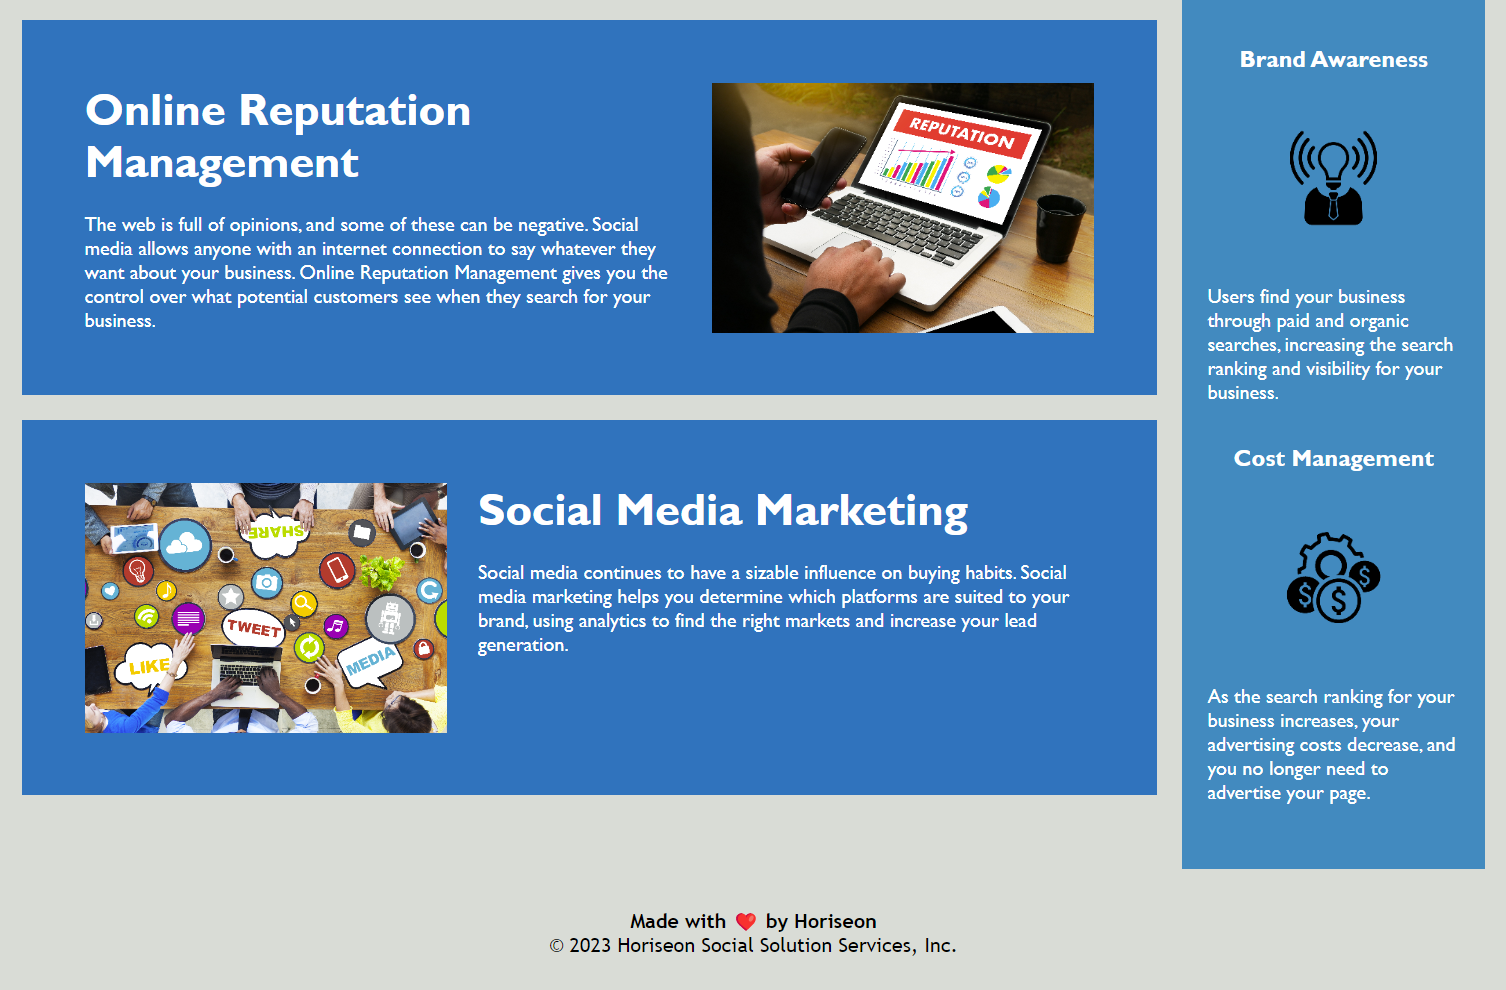 Online Reputation
Management
The web is full of opinions, and some of these can be negative. Social
media allows anyone with an internet connection to say whatever they
want about your business. Online Reputation Management gives you the
control over what potential customers see when they search for your
business.
REPUTATION
SHARE
TWEET
LIKE
MEDIA
Social Media Marketing
Social media continues to have a sizable influence on buying habits. Social
media marketing helps you determine which platforms are suited to your
brand, using analytics to find the right markets and increase your lead
generation.
Brand Awareness
Users find your business
through paid and organic
searches, increasing the search
ranking and visibility for your
business.
Cost Management
$ $ $
As the search ranking for your
business increases, your
advertising costs decrease, and
you no longer need to
advertise your page.
Made with ❤️ by Horiseon
© 2023 Horiseon Social Solution Services, Inc.